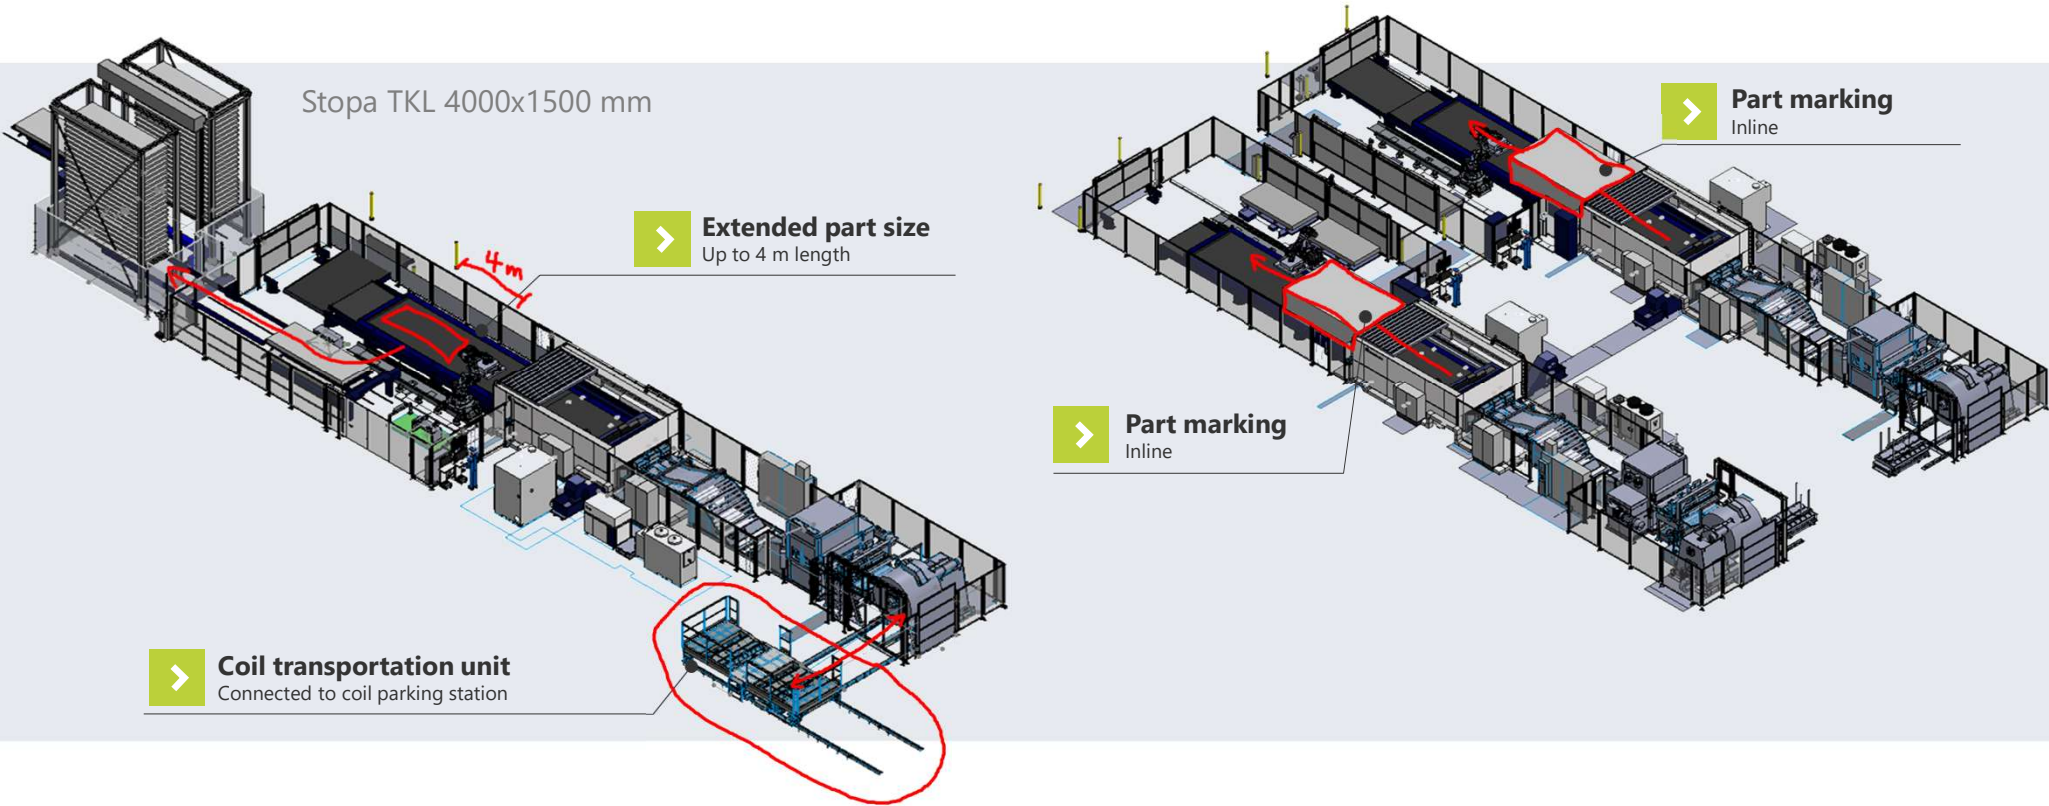 Stopa TKL 4000x1500 mm
Extended part size
Up to 4 m length
4m
Coil transportation unit
Connected to coil parking station
Part marking
Inline
Part marking
Inline